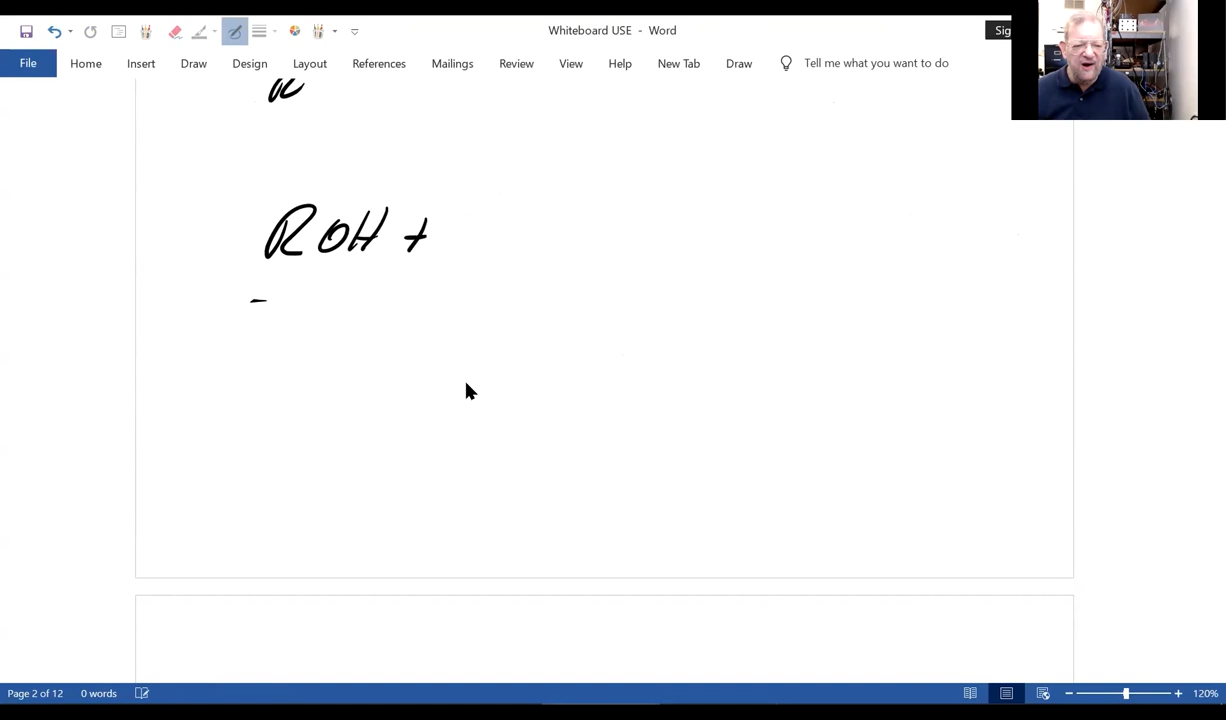 Whiteboard USE - Word
File Home Insert Draw Design Layout References Mailings Review View Help New Tab Draw Tell me what you want to do
ROH +
-
Page 2 of 12 0 words 120%